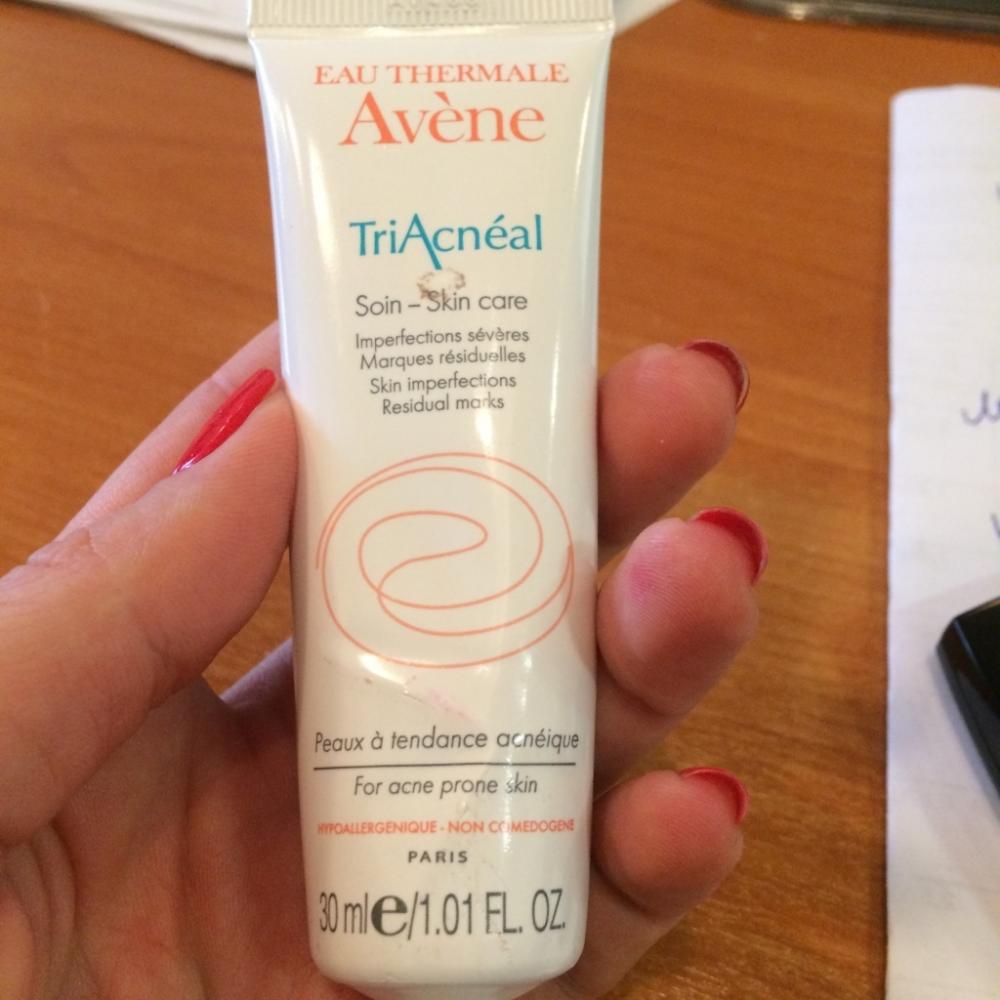 EAU THERMALE
Avène
TriAcnéal
Soin – Skin care
Imperfections sévères
Marques résiduelles
Skin imperfections
Residual marks
Peaux à tendance acnéique
For acne prone skin
HYPOALLERGENIQUE - NON COMEDOGENE
PARIS
30 ml e/1.01 FL. OZ.